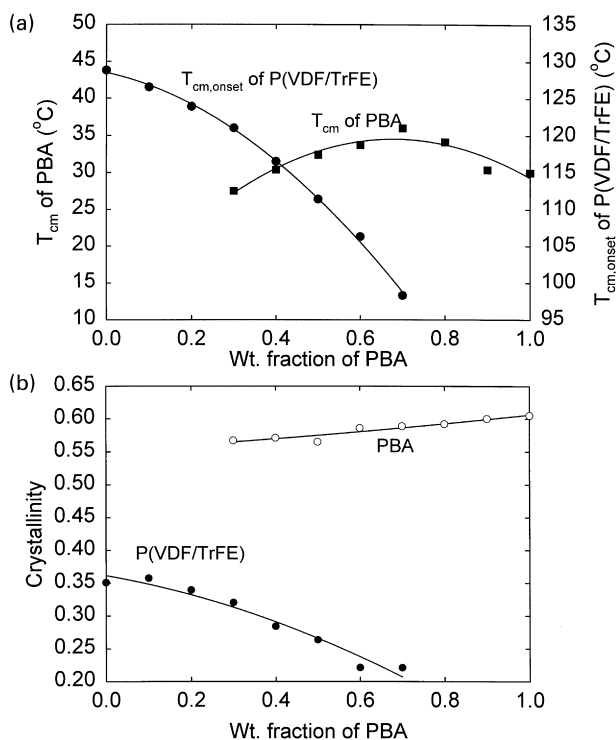 (a)
50
45
40
35
30
25
20
15
10
T_cm of PBA (°C)
135
130
125
120
115
110
105
100
95
T_cm,onset of P(VDF/TrFE) (°C)
T_cm,onset of P(VDF/TrFE)
T_cm of PBA
0.0 0.2 0.4 0.6 0.8 1.0
Wt. fraction of PBA
(b)
0.65
0.60
0.55
0.50
0.45
0.40
0.35
0.30
0.25
0.20
Crystallinity
PBA
P(VDF/TrFE)
0.0 0.2 0.4 0.6 0.8 1.0
Wt. fraction of PBA